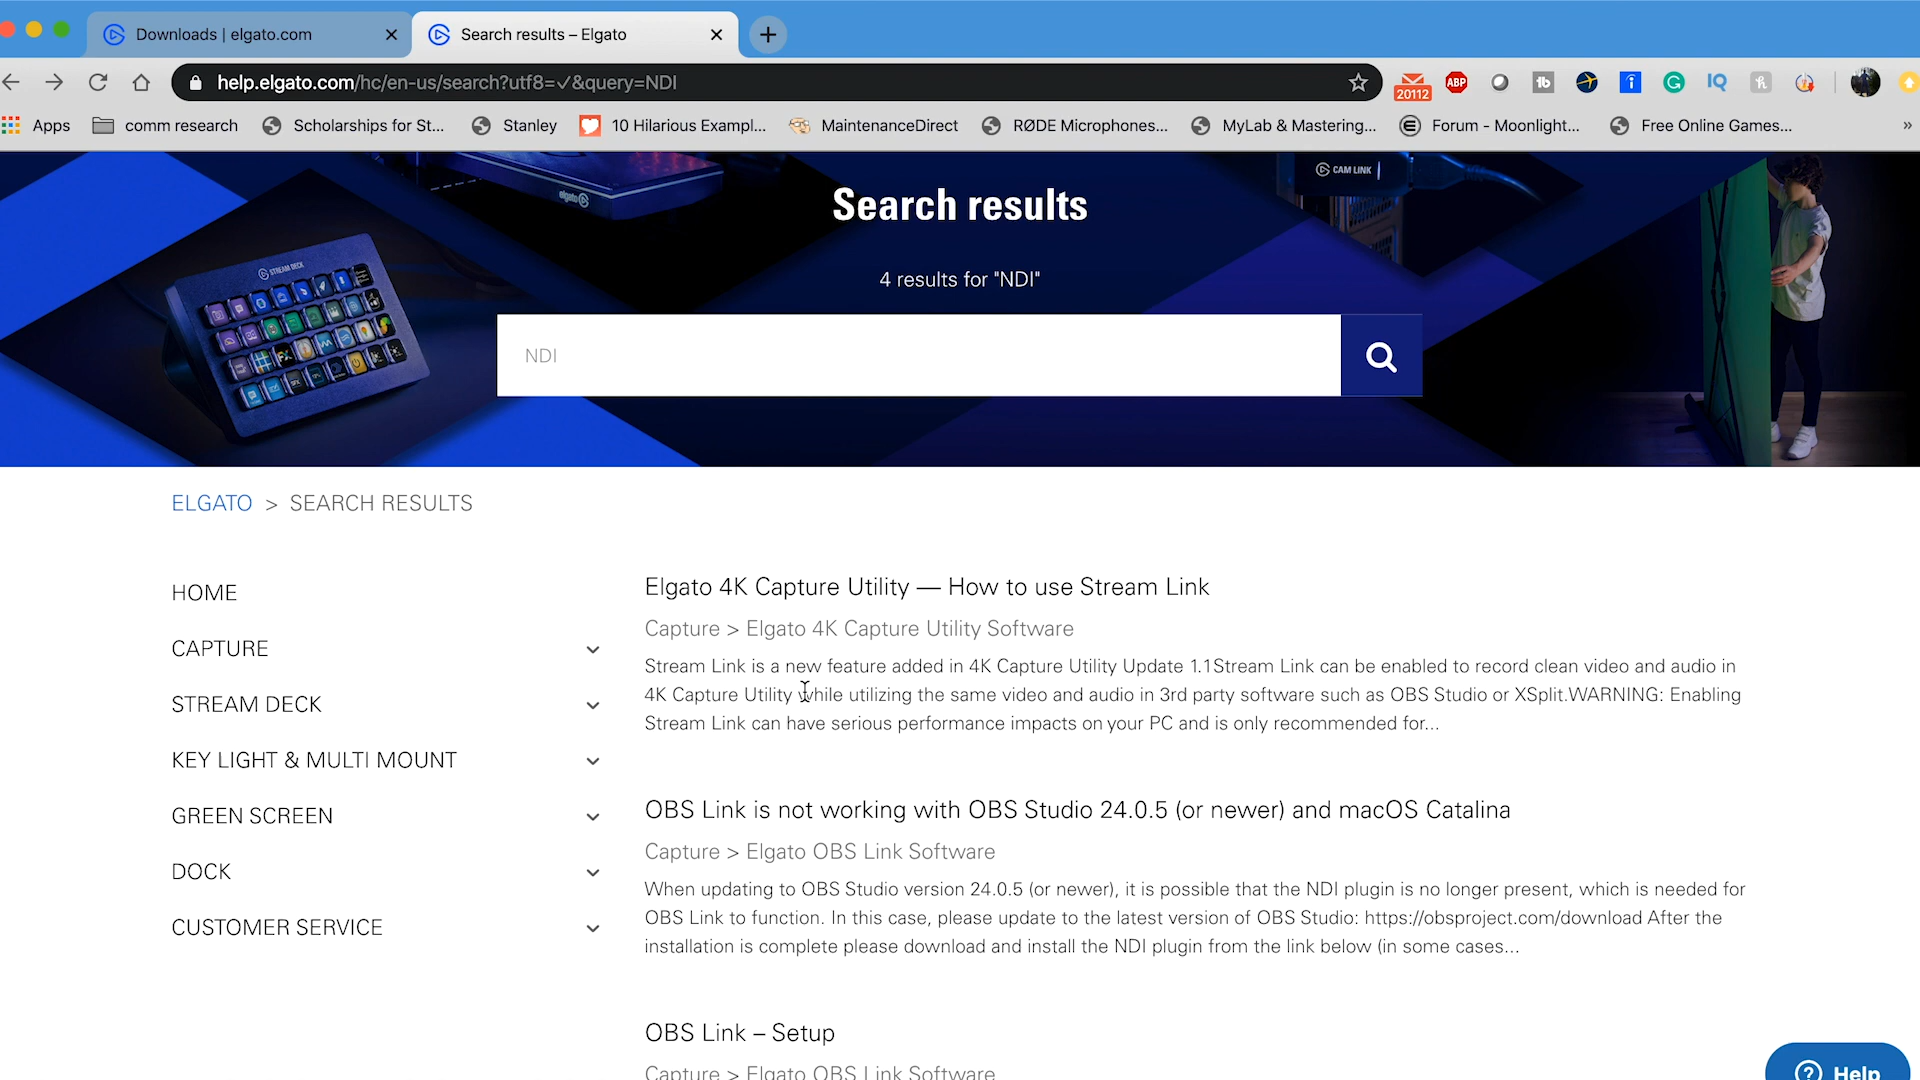 Downloads | elgato.com
Search results – Elgato
help.elgato.com/hc/en-us/search?utf8=✓&query=NDI
20112
ABP
tb
IQ
Apps
comm research
Scholarships for St...
Stanley
10 Hilarious Exampl...
MaintenanceDirect
RØDE Microphones...
MyLab & Mastering...
Forum - Moonlight...
Free Online Games...
»
elgato
CAM LINK
STREAM DECK
Search results
4 results for "NDI"
NDI
ELGATO > SEARCH RESULTS
HOME
CAPTURE
STREAM DECK
KEY LIGHT & MULTI MOUNT
GREEN SCREEN
DOCK
CUSTOMER SERVICE
Elgato 4K Capture Utility — How to use Stream Link
Capture > Elgato 4K Capture Utility Software
Stream Link is a new feature added in 4K Capture Utility Update 1.1Stream Link can be enabled to record clean video and audio in
4K Capture Utility while utilizing the same video and audio in 3rd party software such as OBS Studio or XSplit.WARNING: Enabling
Stream Link can have serious performance impacts on your PC and is only recommended for...
OBS Link is not working with OBS Studio 24.0.5 (or newer) and macOS Catalina
Capture > Elgato OBS Link Software
When updating to OBS Studio version 24.0.5 (or newer), it is possible that the NDI plugin is no longer present, which is needed for
OBS Link to function. In this case, please update to the latest version of OBS Studio: https://obsproject.com/download After the
installation is complete please download and install the NDI plugin from the link below (in some cases...
OBS Link – Setup
Capture > Elgato OBS Link Software
Help